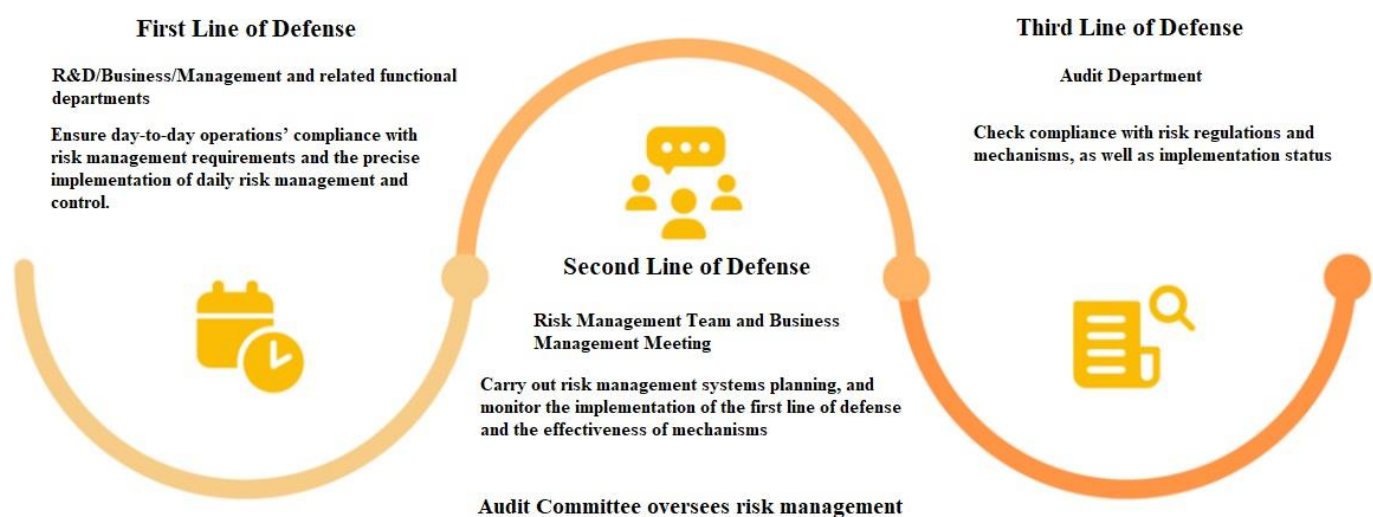 First Line of Defense
R&D/Business/Management and related functional
departments
Ensure day-to-day operations’ compliance with
risk management requirements and the precise
implementation of daily risk management and
control.
Second Line of Defense
Risk Management Team and Business
Management Meeting
Carry out risk management systems planning, and
monitor the implementation of the first line of defense
and the effectiveness of mechanisms
Third Line of Defense
Audit Department
Check compliance with risk regulations and
mechanisms, as well as implementation status
Audit Committee oversees risk management